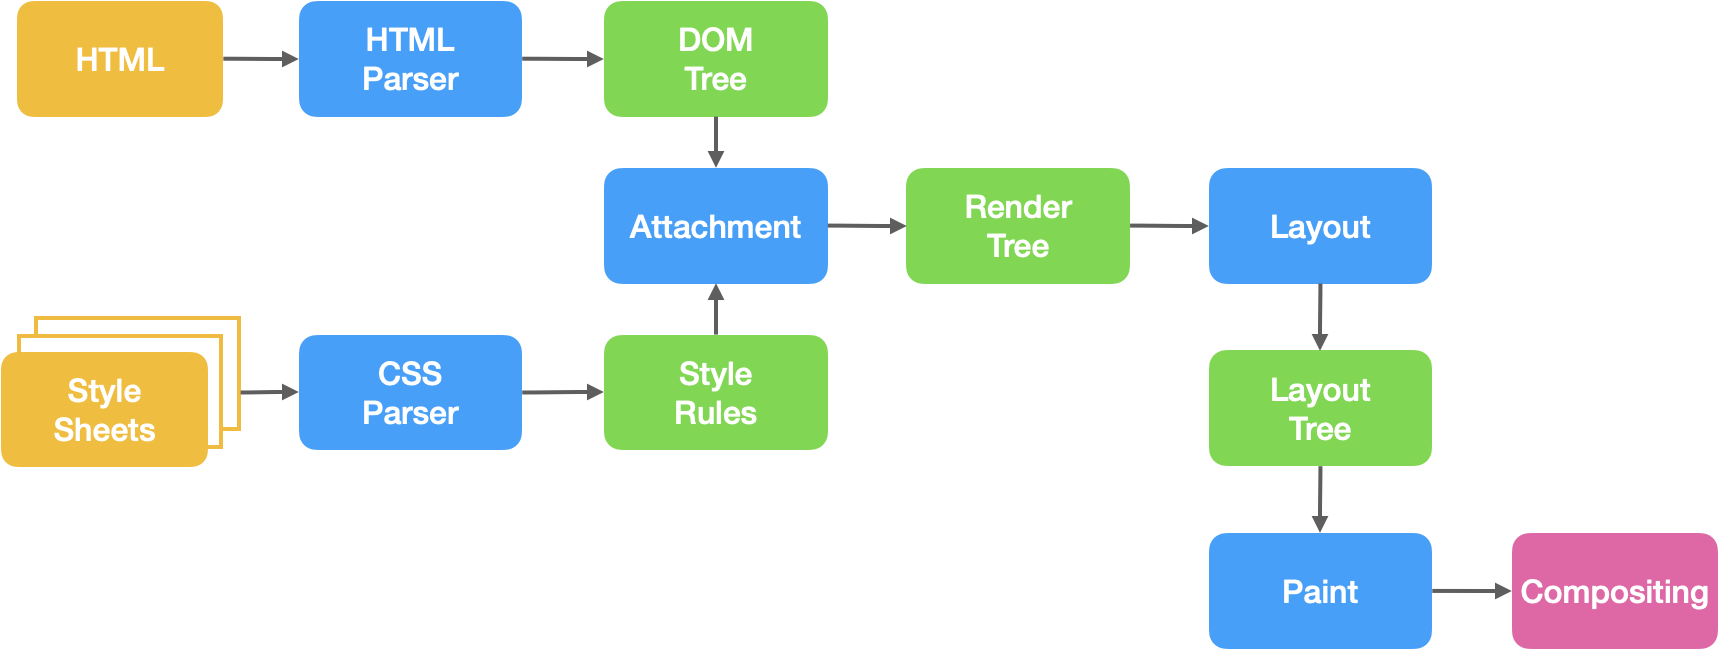 HTML
HTML
Parser
DOM
Tree
Attachment
Render
Tree
Layout
Style
Sheets
CSS
Parser
Style
Rules
Layout
Tree
Paint
Compositing